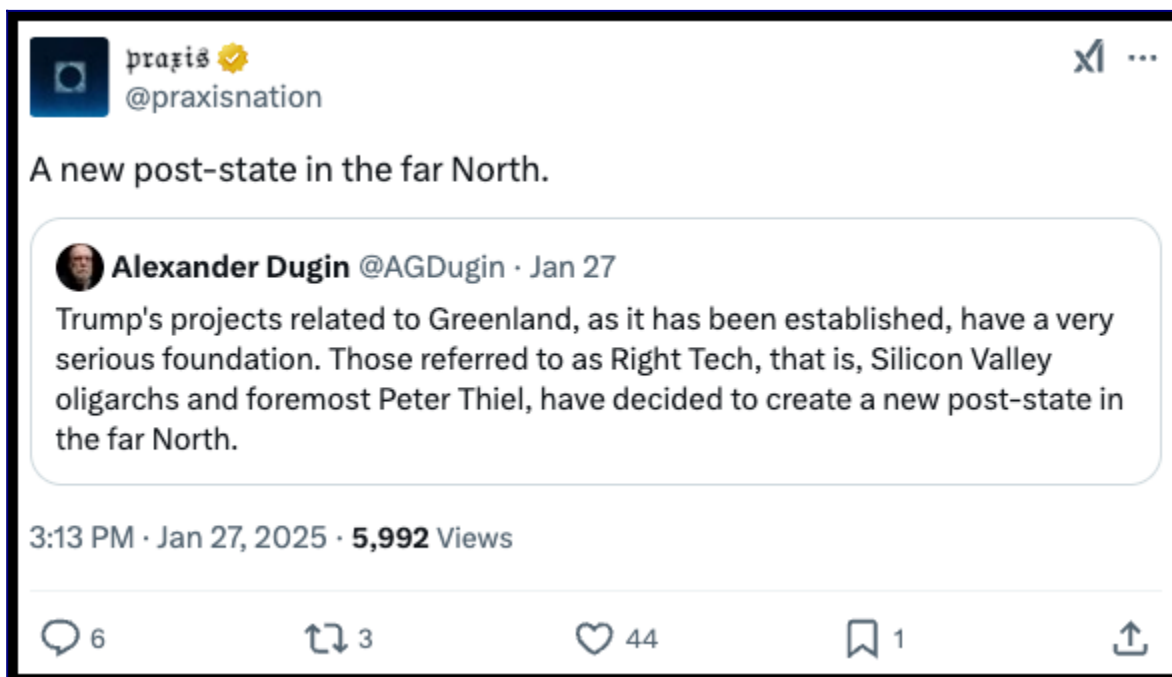 𝔭𝔯𝔞𝔵𝔦𝔰
@praxisnation
A new post-state in the far North.
Alexander Dugin @AGDugin · Jan 27
Trump's projects related to Greenland, as it has been established, have a very
serious foundation. Those referred to as Right Tech, that is, Silicon Valley
oligarchs and foremost Peter Thiel, have decided to create a new post-state in
the far North.
3:13 PM · Jan 27, 2025 · 5,992 Views
6 3 44 1